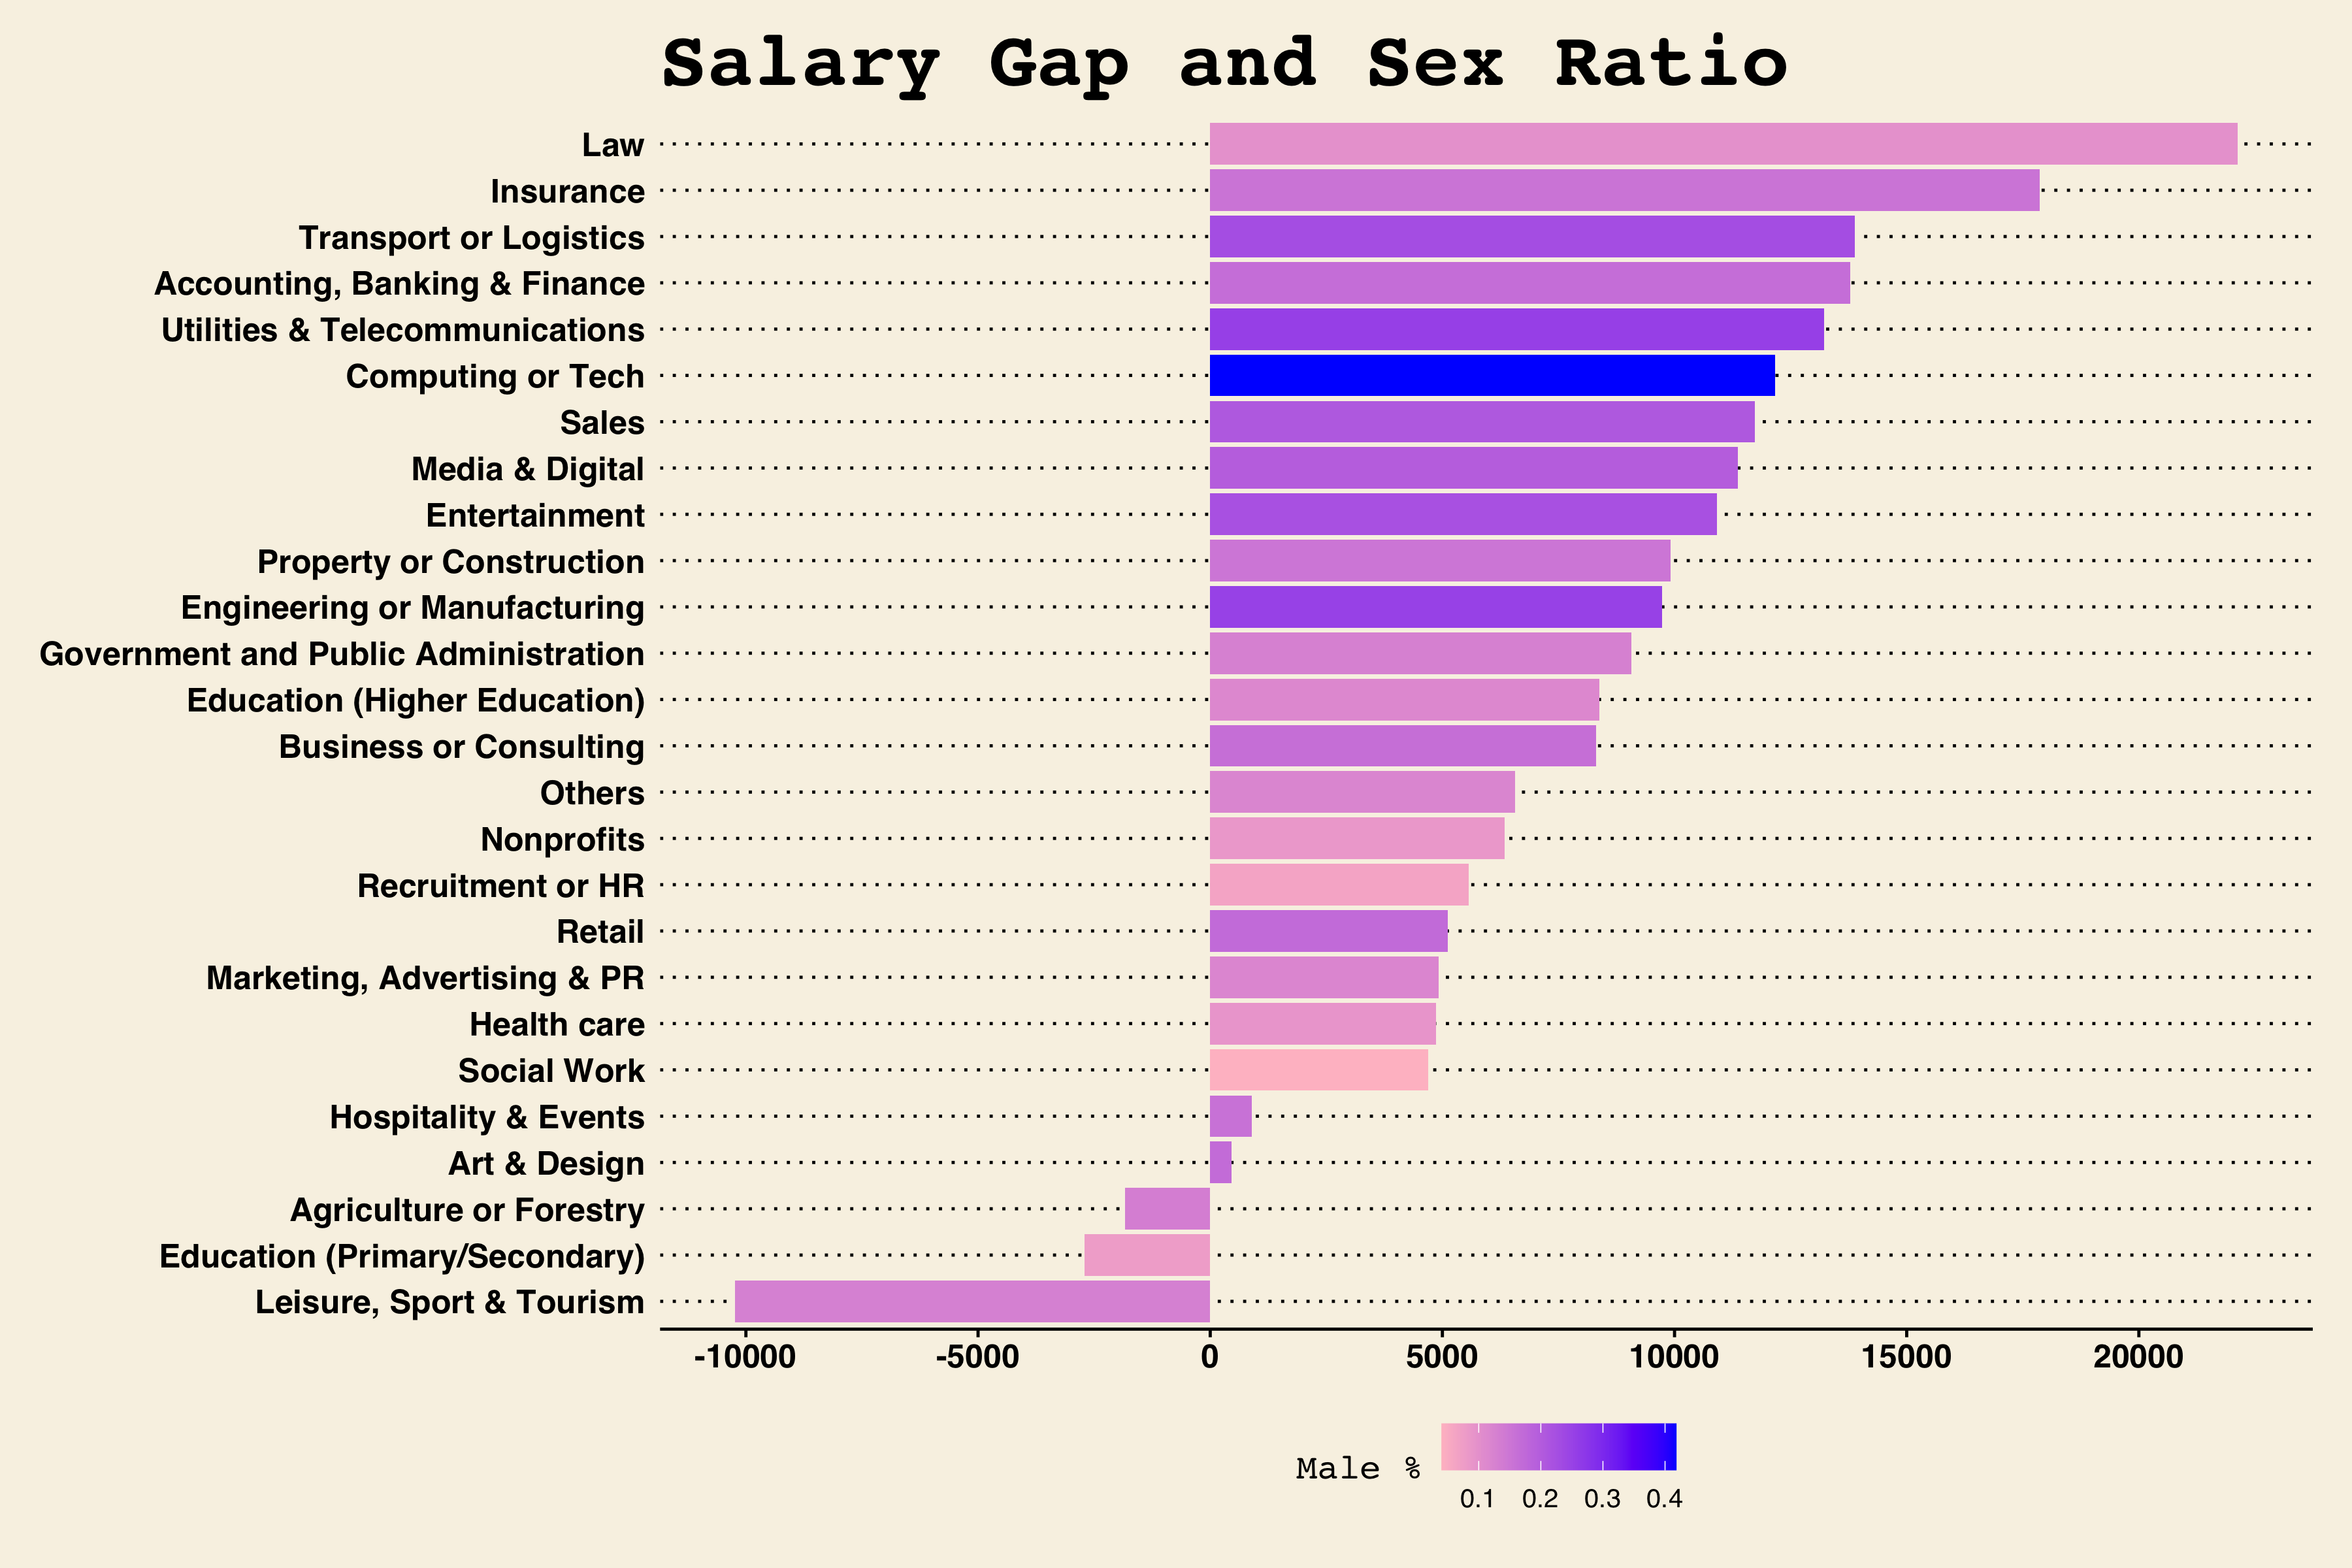 Salary Gap and Sex Ratio
Law
Insurance
Transport or Logistics
Accounting, Banking & Finance
Utilities & Telecommunications
Computing or Tech
Sales
Media & Digital
Entertainment
Property or Construction
Engineering or Manufacturing
Government and Public Administration
Education (Higher Education)
Business or Consulting
Others
Nonprofits
Recruitment or HR
Retail
Marketing, Advertising & PR
Health care
Social Work
Hospitality & Events
Art & Design
Agriculture or Forestry
Education (Primary/Secondary)
Leisure, Sport & Tourism
-10000 -5000 0 5000 10000 15000 20000
Male %
0.1 0.2 0.3 0.4